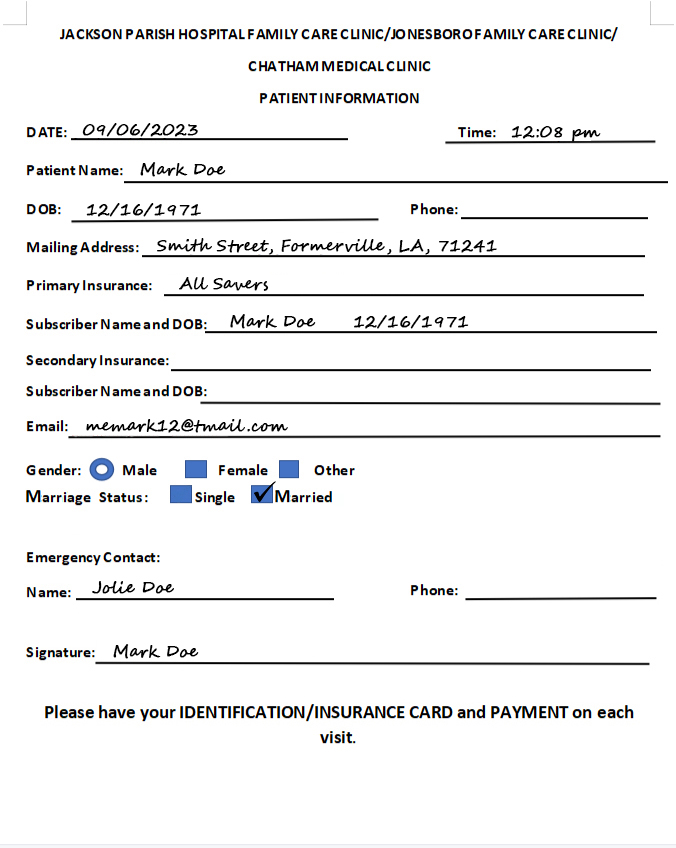 JACKSON PARISH HOSPITAL FAMILY CARE CLINIC/JONESBORO FAMILY CARE CLINIC/
CHATHAM MEDICAL CLINIC
PATIENT INFORMATION
DATE: 09/06/2023 Time: 12:08 pm
Patient Name: Mark Doe
DOB: 12/16/1971 Phone:
Mailing Address: Smith Street, Formerville, LA, 71241
Primary Insurance: All Savers
Subscriber Name and DOB: Mark Doe 12/16/1971
Secondary Insurance:
Subscriber Name and DOB:
Email: memark12@tmail.com
Gender: Male Female Other
Marriage Status: Single Married
Emergency Contact:
Name: Jolie Doe Phone:
Signature: Mark Doe
Please have your IDENTIFICATION/INSURANCE CARD and PAYMENT on each
visit.